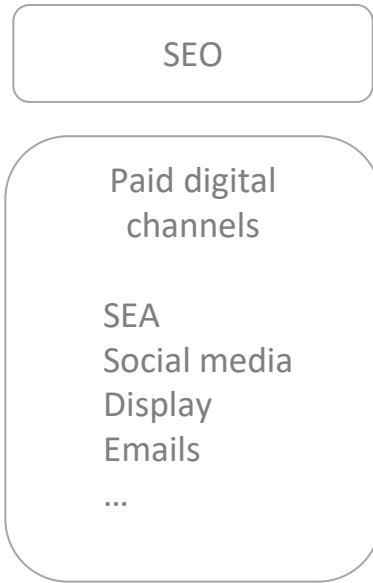 SEO
Paid digital
channels
SEA
Social media
Display
Emails
…